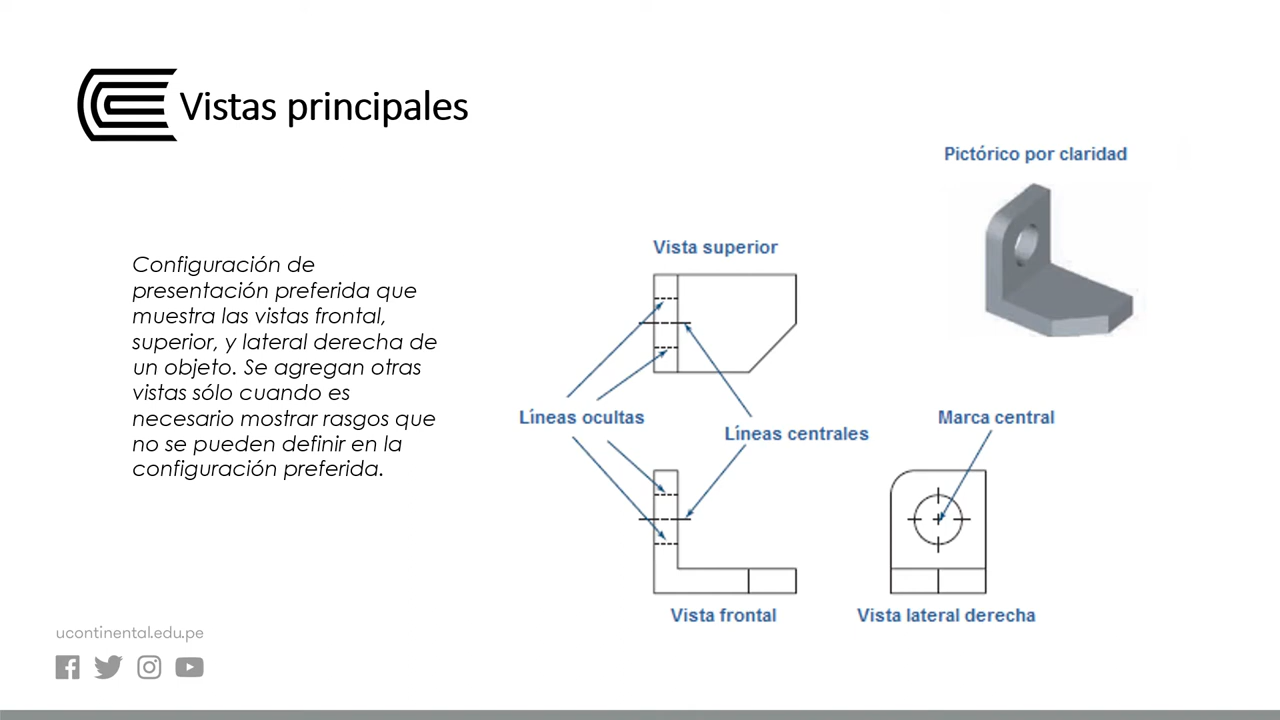 Vistas principales
Pictórico por claridad
Configuración de
presentación preferida que
muestra las vistas frontal,
superior, y lateral derecha de
un objeto. Se agregan otras
vistas sólo cuando es
necesario mostrar rasgos que
no se pueden definir en la
configuración preferida.
Vista superior
Líneas ocultas
Líneas centrales
Marca central
Vista frontal
Vista lateral derecha
ucontinental.edu.pe